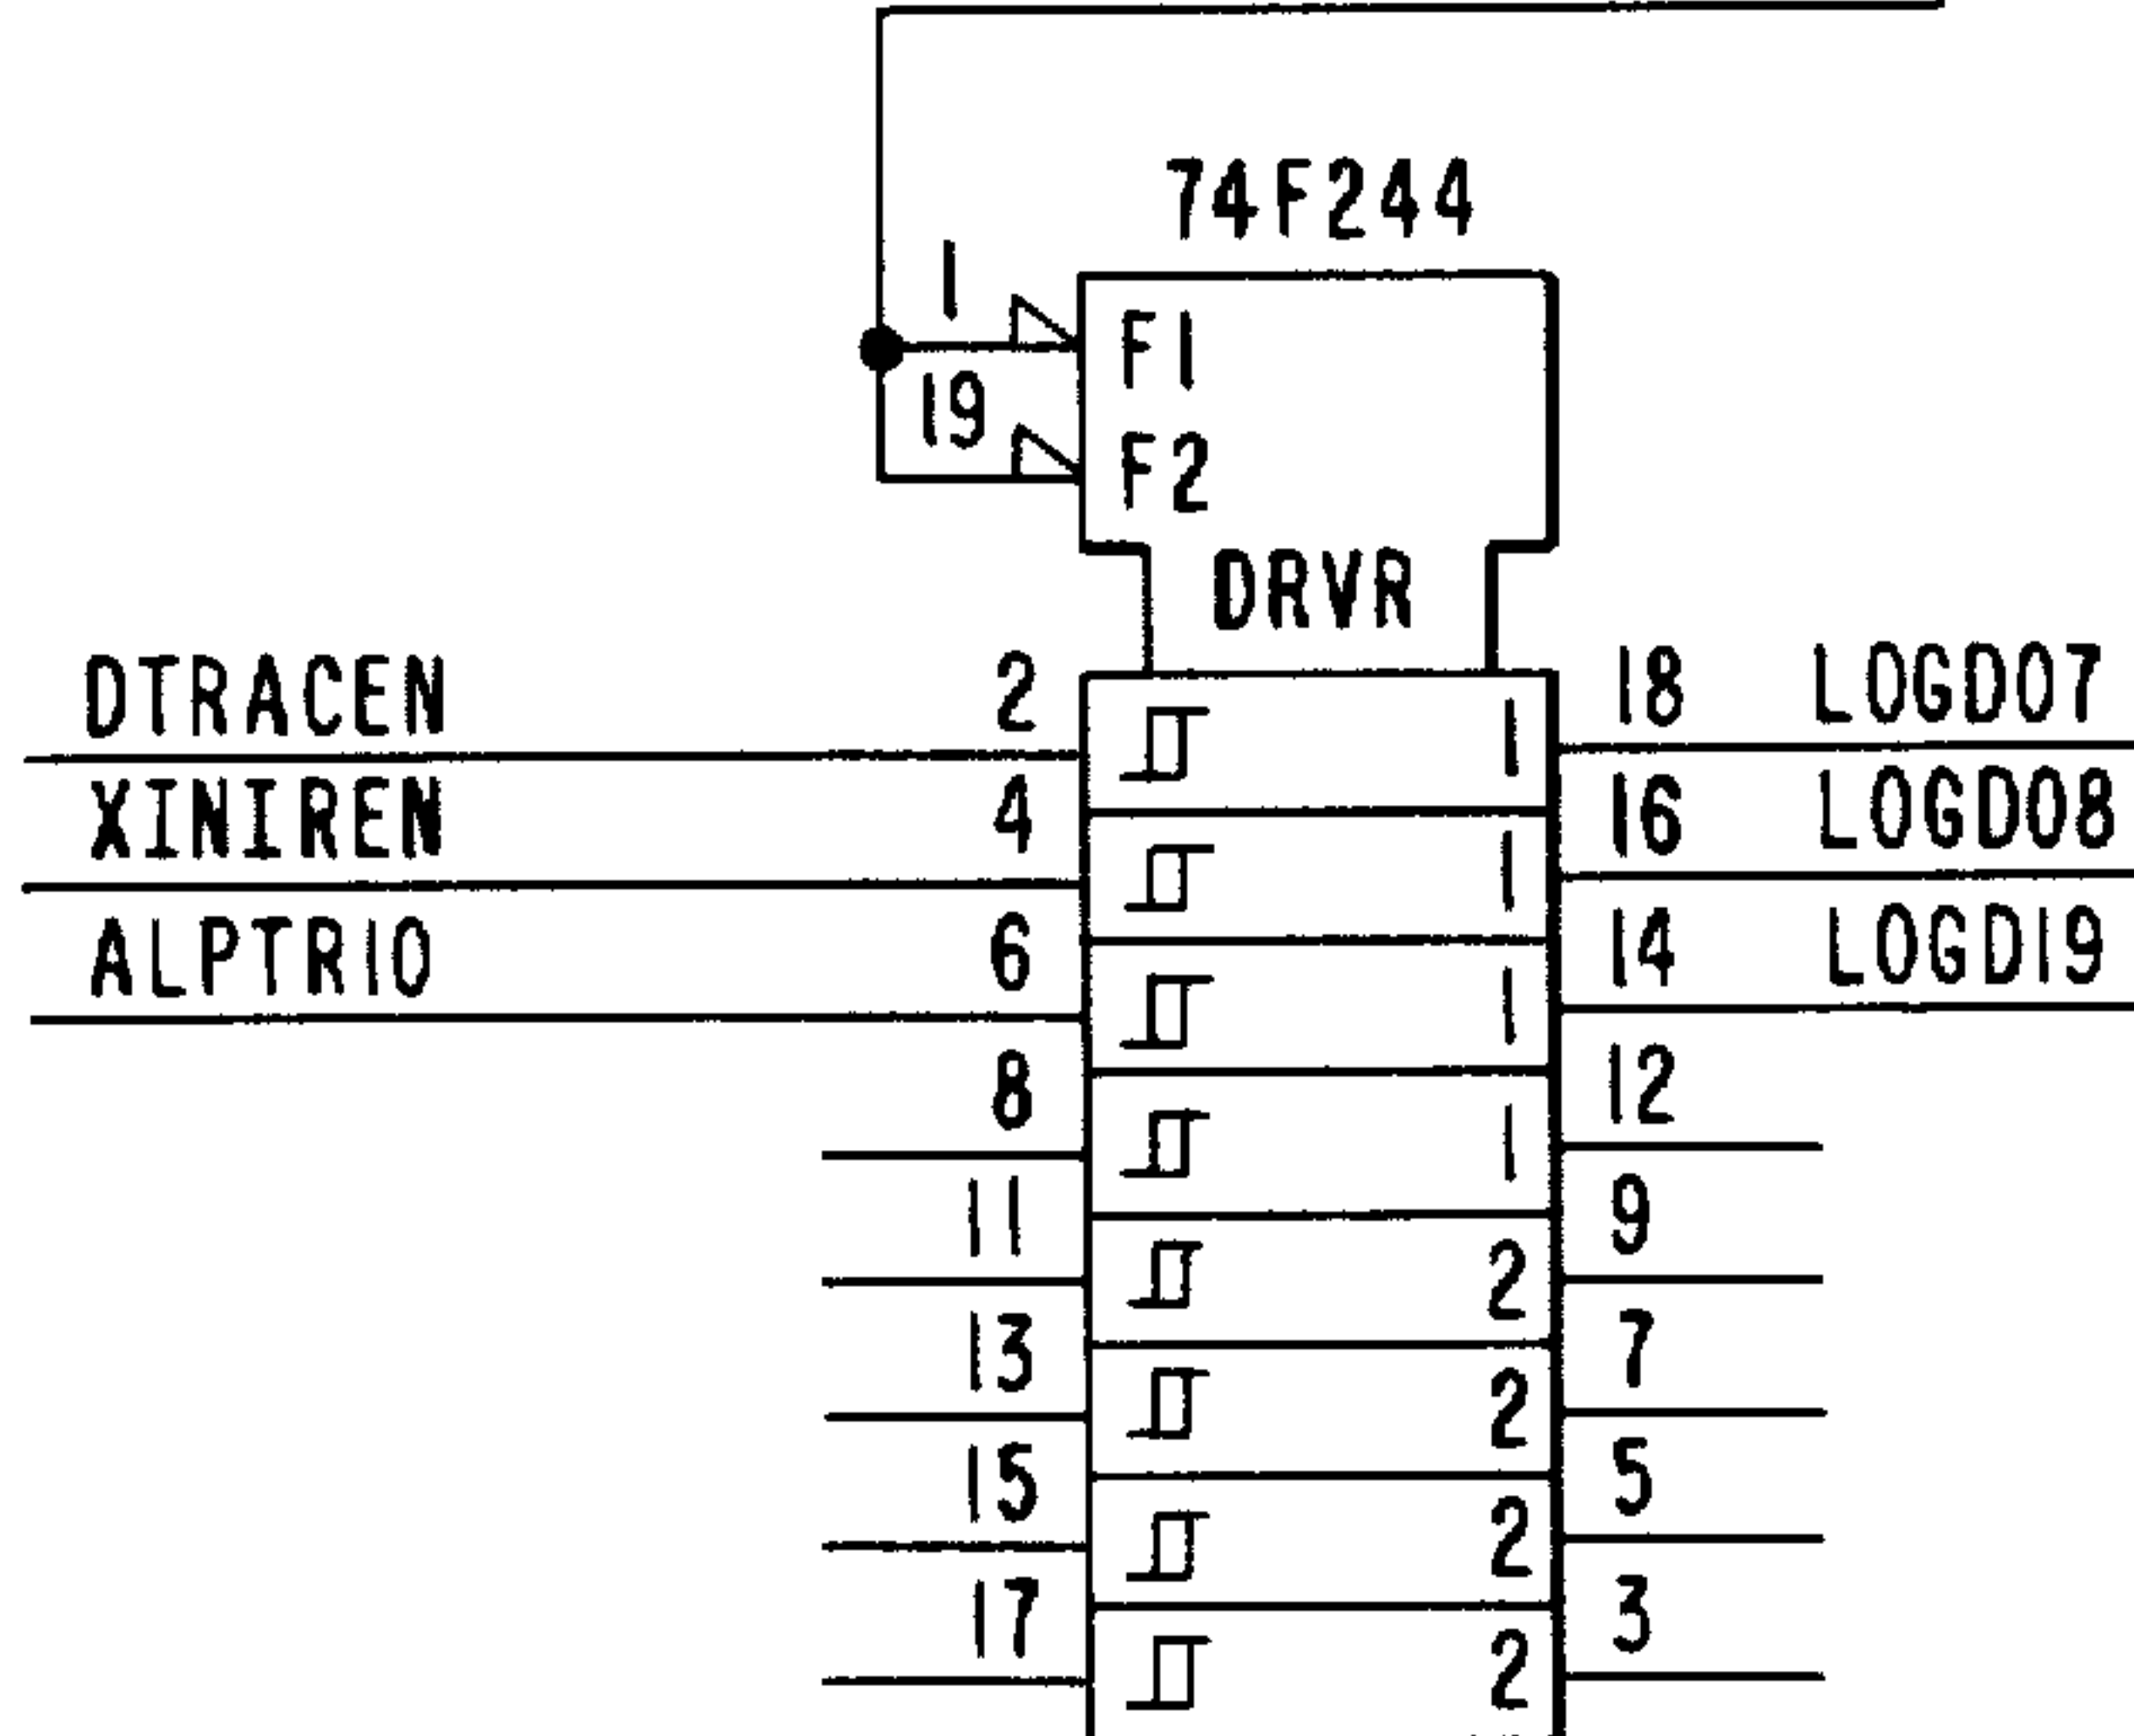 74F244
1
F1
19
F2
DRVR
DTRACEN 2 1 18 LOGD07
XINIREN 4 1 16 LOGD08
ALPTR10 6 1 14 LOGD19
8 1 12
11 2 9
13 2 7
15 2 5
17 2 3